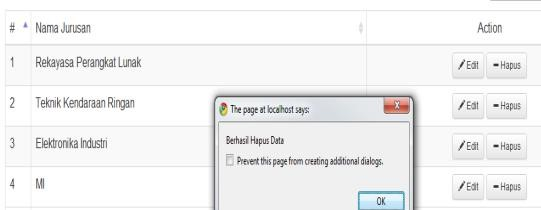 # Nama Jurusan Action
1 Rekayasa Perangkat Lunak Edit Hapus
2 Teknik Kendaraan Ringan Edit Hapus
The page at localhost says:
3 Elektronika Industri Edit Hapus
Berhasil Hapus Data
Prevent this page from creating additional dialogs.
4 MI Edit Hapus
OK